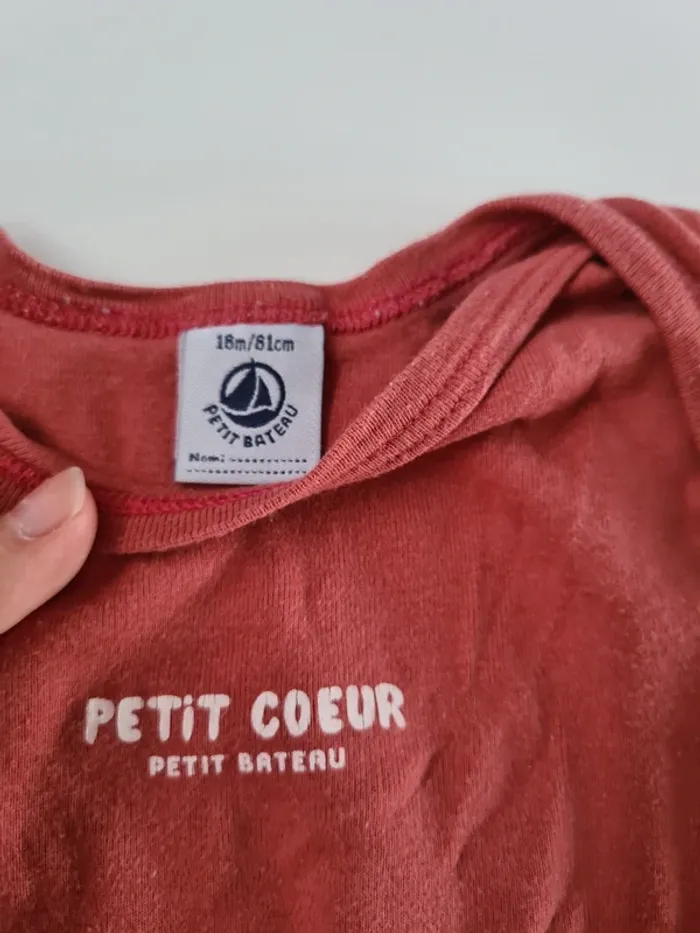 18m/81cm
PETIT BATEAU
Nom:
PETiT COEUR
PETIT BATEAU